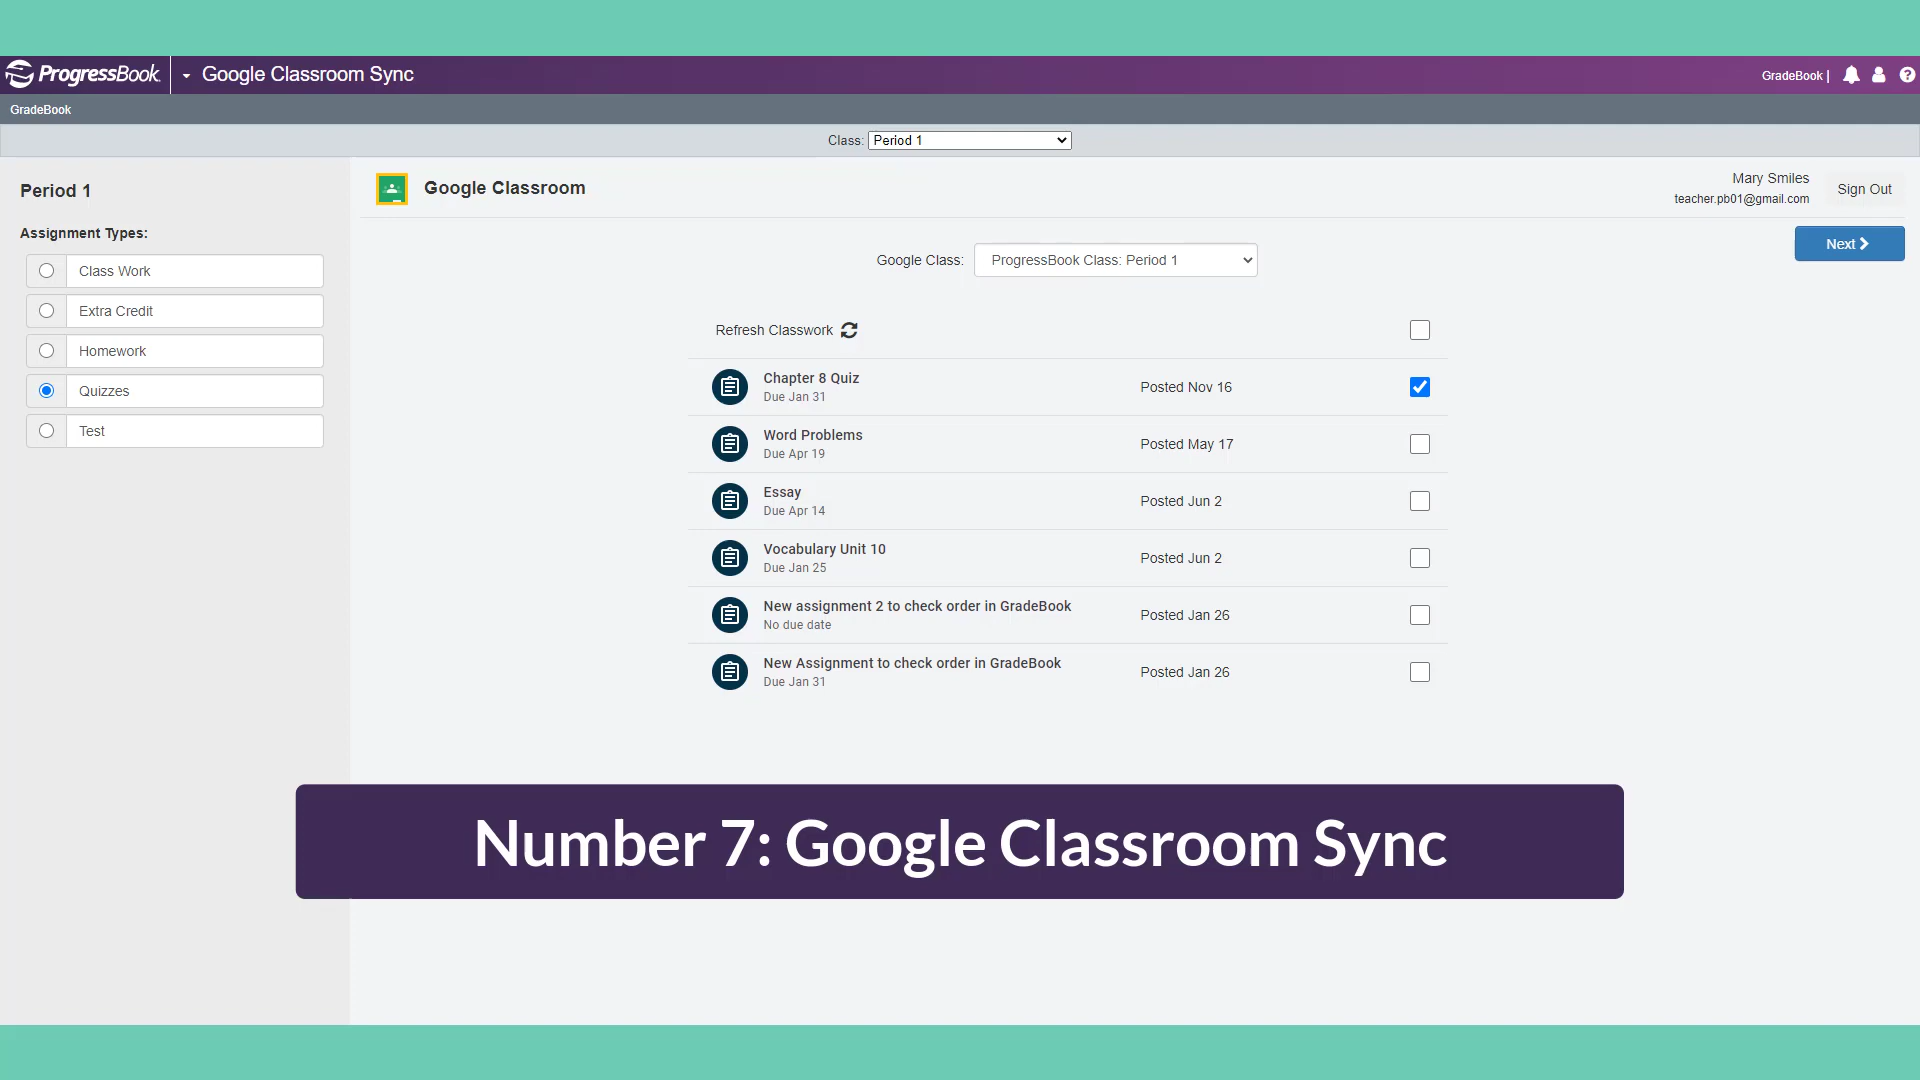 ProgressBook
Google Classroom Sync
GradeBook |
GradeBook
Class: Period 1
Period 1
Assignment Types:
Class Work
Extra Credit
Homework
Quizzes
Test
Google Classroom
Mary Smiles
teacher.pb01@gmail.com
Sign Out
Next
Google Class: ProgressBook Class: Period 1
Refresh Classwork
Chapter 8 Quiz
Due Jan 31
Posted Nov 16
Word Problems
Due Apr 19
Posted May 17
Essay
Due Apr 14
Posted Jun 2
Vocabulary Unit 10
Due Jan 25
Posted Jun 2
New assignment 2 to check order in GradeBook
No due date
Posted Jan 26
New Assignment to check order in GradeBook
Due Jan 31
Posted Jan 26
Number 7: Google Classroom Sync